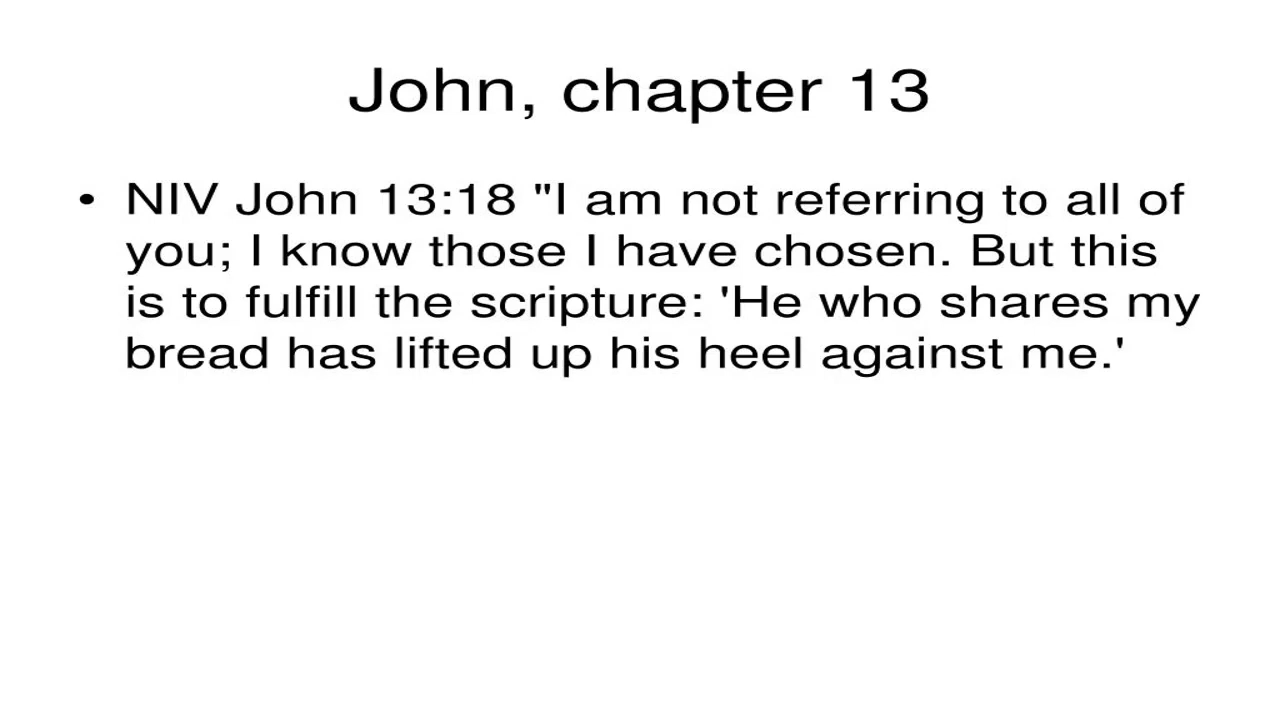 John, chapter 13
• NIV John 13:18 "I am not referring to all of
you; I know those I have chosen. But this
is to fulfill the scripture: 'He who shares my
bread has lifted up his heel against me.'